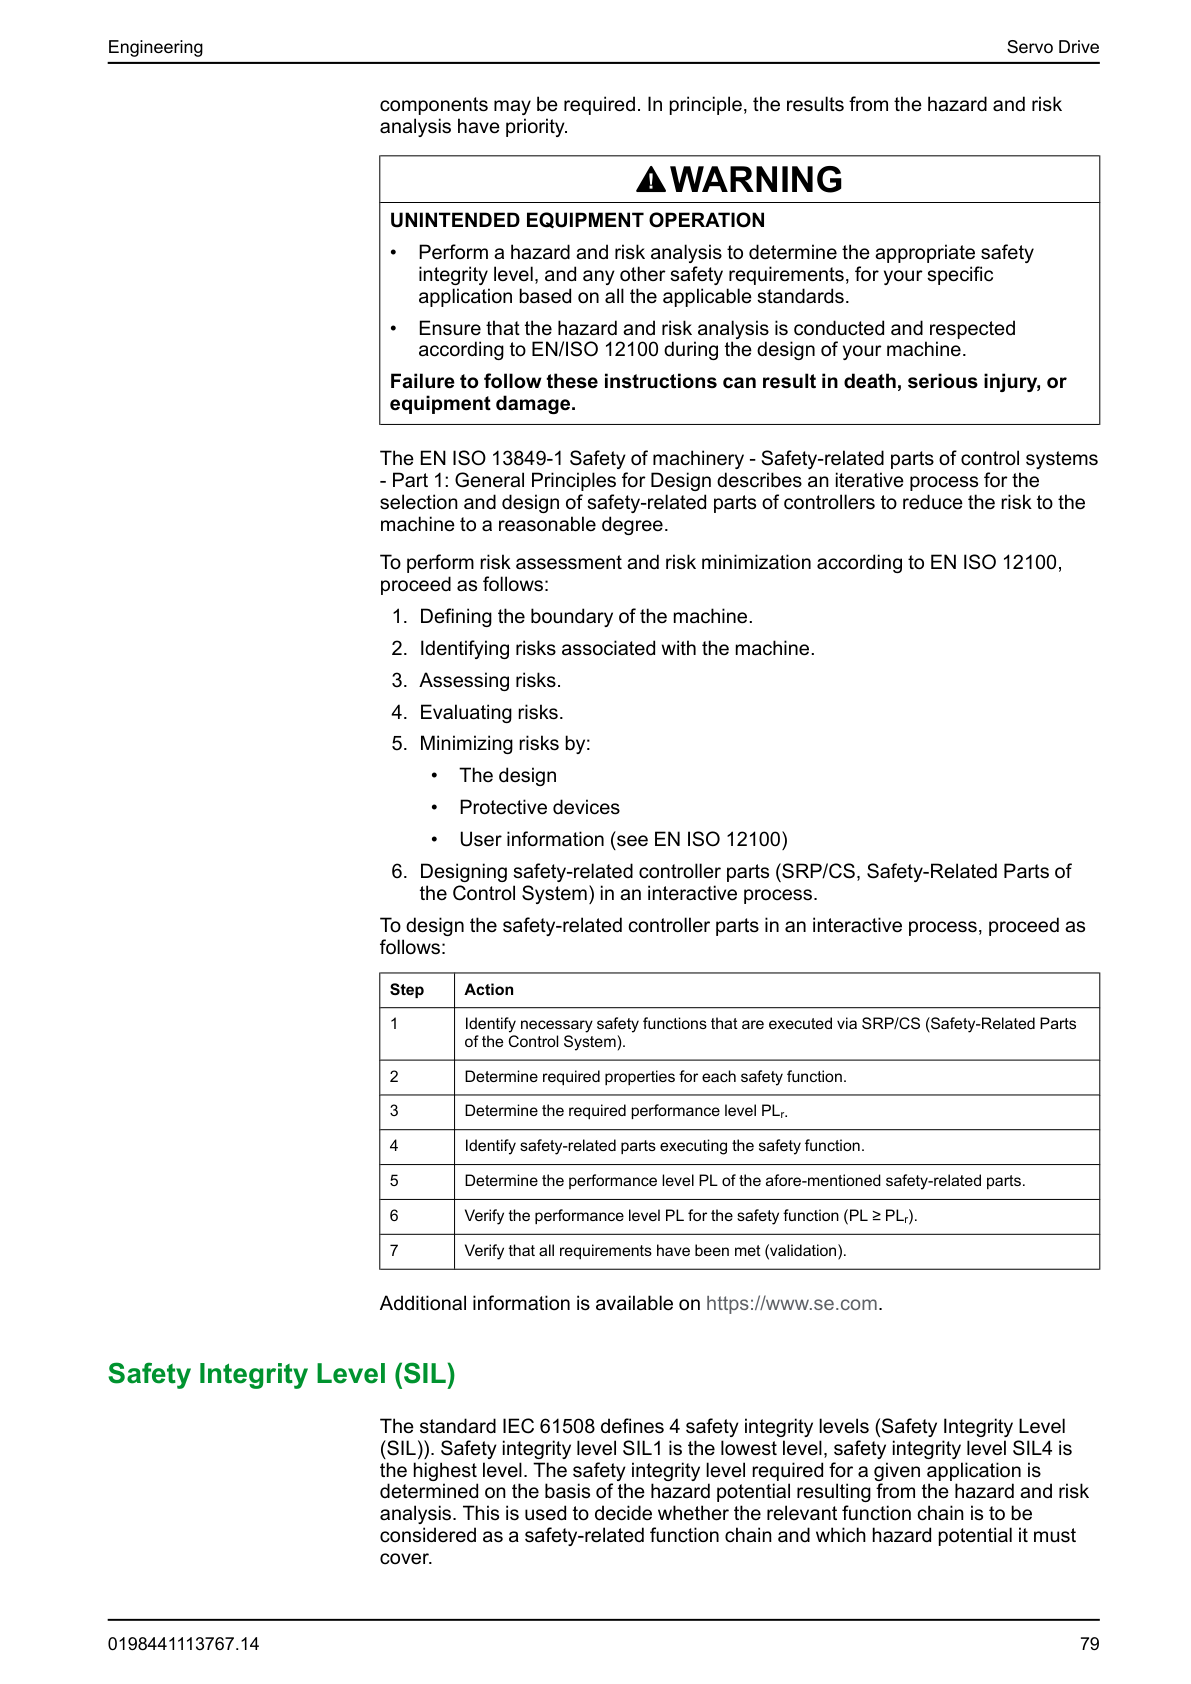 Engineering
Servo Drive
components may be required. In principle, the results from the hazard and risk
analysis have priority.
WARNING
UNINTENDED EQUIPMENT OPERATION
• Perform a hazard and risk analysis to determine the appropriate safety
integrity level, and any other safety requirements, for your specific
application based on all the applicable standards.
• Ensure that the hazard and risk analysis is conducted and respected
according to EN/ISO 12100 during the design of your machine.
Failure to follow these instructions can result in death, serious injury, or
equipment damage.
The EN ISO 13849-1 Safety of machinery - Safety-related parts of control systems
- Part 1: General Principles for Design describes an iterative process for the
selection and design of safety-related parts of controllers to reduce the risk to the
machine to a reasonable degree.
To perform risk assessment and risk minimization according to EN ISO 12100,
proceed as follows:
1. Defining the boundary of the machine.
2. Identifying risks associated with the machine.
3. Assessing risks.
4. Evaluating risks.
5. Minimizing risks by:
• The design
• Protective devices
• User information (see EN ISO 12100)
6. Designing safety-related controller parts (SRP/CS, Safety-Related Parts of
the Control System) in an interactive process.
To design the safety-related controller parts in an interactive process, proceed as
follows:
Step Action
1 Identify necessary safety functions that are executed via SRP/CS (Safety-Related Parts
of the Control System).
2 Determine required properties for each safety function.
3 Determine the required performance level PLr.
4 Identify safety-related parts executing the safety function.
5 Determine the performance level PL of the afore-mentioned safety-related parts.
6 Verify the performance level PL for the safety function (PL ≥ PLr).
7 Verify that all requirements have been met (validation).
Additional information is available on https://www.se.com.
Safety Integrity Level (SIL)
The standard IEC 61508 defines 4 safety integrity levels (Safety Integrity Level
(SIL)). Safety integrity level SIL1 is the lowest level, safety integrity level SIL4 is
the highest level. The safety integrity level required for a given application is
determined on the basis of the hazard potential resulting from the hazard and risk
analysis. This is used to decide whether the relevant function chain is to be
considered as a safety-related function chain and which hazard potential it must
cover.
0198441113767.14
79